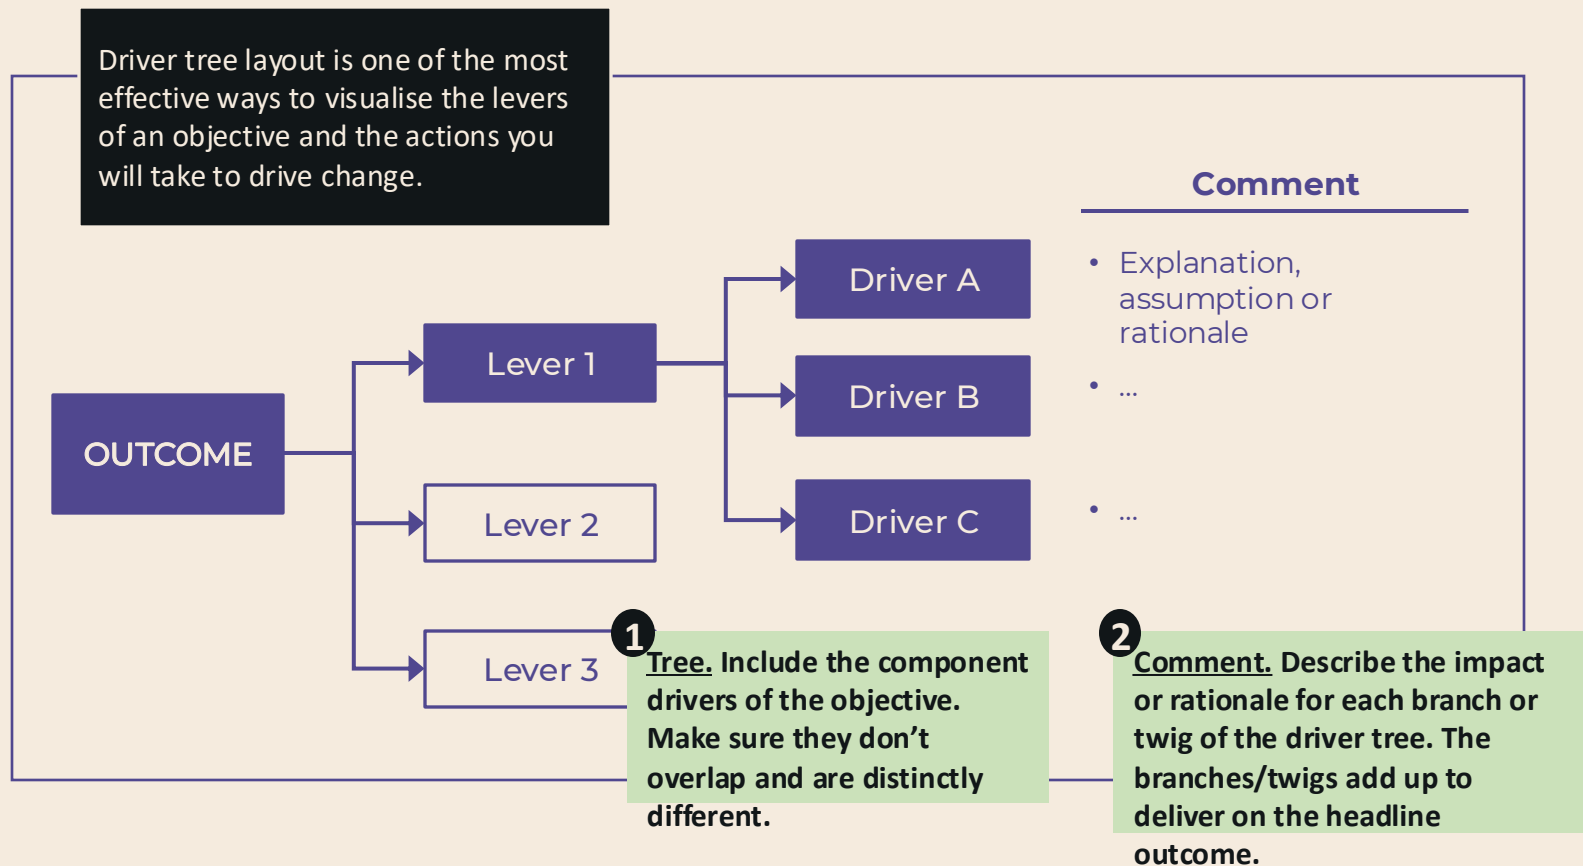 Driver tree layout is one of the most
effective ways to visualise the levers
of an objective and the actions you
will take to drive change.
Comment
OUTCOME
Lever 1
Lever 2
Lever 3
Driver A
Driver B
Driver C
• Explanation,
assumption or
rationale
• ...
• ...
1
Tree. Include the component
drivers of the objective.
Make sure they don’t
overlap and are distinctly
different.
2
Comment. Describe the impact
or rationale for each branch or
twig of the driver tree. The
branches/twigs add up to
deliver on the headline
outcome.